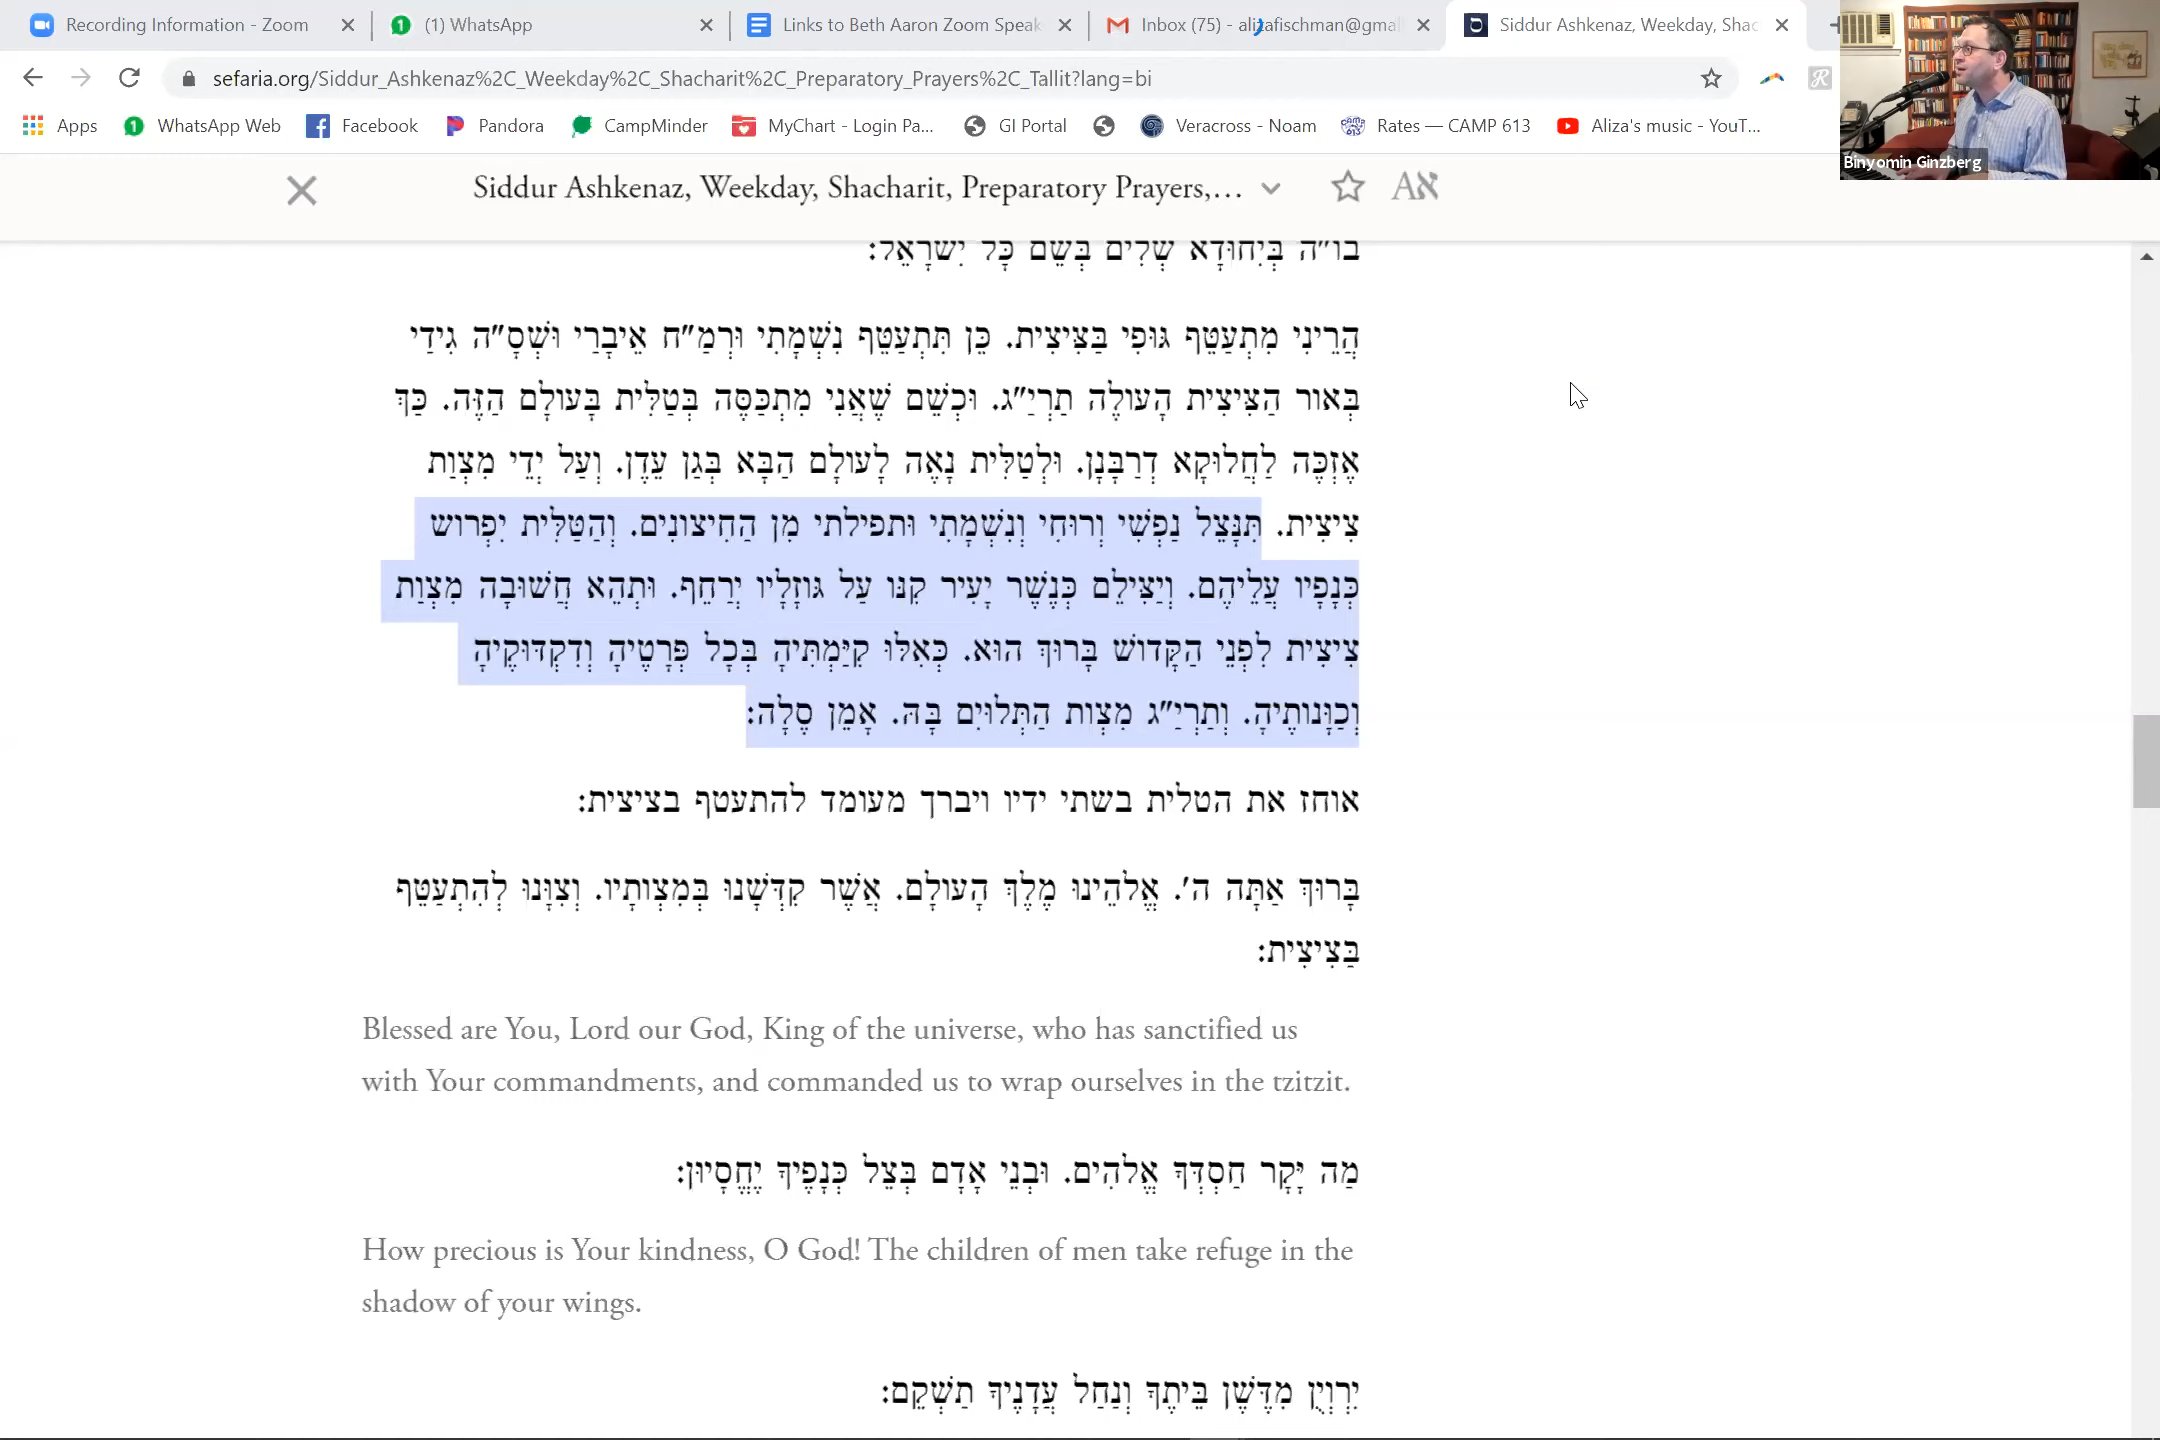 Recording Information - Zoom
(1) WhatsApp
Links to Beth Aaron Zoom Speak
Inbox (75) - alizafischman@gmail
Siddur Ashkenaz, Weekday, Shac
sefaria.org/Siddur_Ashkenaz%2C_Weekday%2C_Shacharit%2C_Preparatory_Prayers%2C_Tallit?lang=bi
Apps
WhatsApp Web
Facebook
Pandora
CampMinder
MyChart - Login Pa...
GI Portal
Veracross - Noam
Rates — CAMP 613
Aliza's music - YouT...
Binyomin Ginzberg
Siddur Ashkenaz, Weekday, Shacharit, Preparatory Prayers,...
Aא
בו״ה בְּיִחוּדָא שְׁלִים בְּשֵׁם כָּל יִשְׂרָאֵל:
הֲרֵינִי מִתְעַטֵּף גּוּפִי בַּצִּיצִית. כֵּן תִּתְעַטֵּף נִשְׁמָתִי וּרְמַ״ח אֵיבָרַי וּשְׁסָ״ה גִידַי
בְּאוֹר הַצִּיצִית הָעוֹלֶה תַרְיַ״ג. וּכְשֵׁם שֶׁאֲנִי מִתְכַּסֶּה בְּטַלִּית בָּעוֹלָם הַזֶּה. כַּךְ
אֶזְכֶּה לַחֲלוּקָא דְרַבָּנָן. וּלְטַלִּית נָאֶה לָעוֹלָם הַבָּא בְּגַן עֵדֶן. וְעַל יְדֵי מִצְוַת
צִיצִית. תִּנָּצֵל נַפְשִׁי וְרוּחִי וְנִשְׁמָתִי וּתפילתי מִן הַחִיצוֹנִים. וְהַטַּלִּית יִפְרוֹשׂ
כְּנָפָיו עֲלֵיהֶם. וְיַצִּילֵם כְּנֶשֶׁר יָעִיר קִנּוֹ עַל גּוֹזָלָיו יְרַחֵף. וּתְהֵא חֲשׁוּבָה מִצְוַת
צִיצִית לִפְנֵי הַקָּדוֹשׁ בָּרוּךְ הוּא. כְּאִלּוּ קִיַּמְתִּיהָ בְּכָל פְּרָטֶיהָ וְדִקְדּוּקֶיהָ
וְכַוָּנוֹתֶיהָ. וְתַרְיַ״ג מִצְוֹת הַתְּלוּיִם בָּהּ. אָמֵן סֶלָה:
אוחז את הטלית בשתי ידיו ויברך מעומד להתעטף בציצית:
בָּרוּךְ אַתָּה ה׳. אֱלֹהֵינוּ מֶלֶךְ הָעוֹלָם. אֲשֶׁר קִדְּשָׁנוּ בְּמִצְוֹתָיו. וְצִוָּנוּ לְהִתְעַטֵּף
בַּצִיצִית:
Blessed are You, Lord our God, King of the universe, who has sanctified us
with Your commandments, and commanded us to wrap ourselves in the tzitzit.
מַה יָּקָר חַסְדְּךָ אֱלֹהִים. וּבְנֵי אָדָם בְּצֵל כְּנָפֶיךָ יֶחֱסָיוּן:
How precious is Your kindness, O God! The children of men take refuge in the
shadow of your wings.
יִרְוְיֻן מִדֶּשֶׁן בֵּיתֶךָ וְנַחַל עֲדָנֶיךָ תַשְׁקֵם: